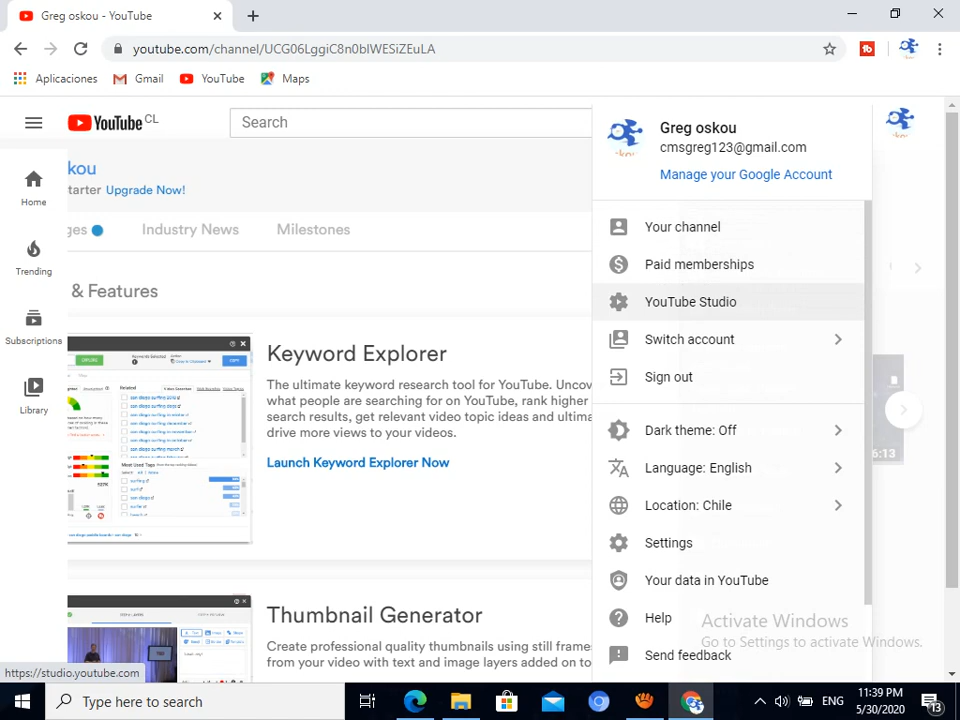 Greg oskou - YouTube
youtube.com/channel/UCG06LggiC8n0blWESiZEuLA
Aplicaciones Gmail YouTube Maps
YouTube CL
Search
Greg oskou
cmsgreg123@gmail.com
Manage your Google Account
kou
tarter Upgrade Now!
ges Industry News Milestones
Home
Trending
Subscriptions
Library
& Features
Keyword Explorer
The ultimate keyword research tool for YouTube. Uncov
what people are searching for on YouTube, rank higher
search results, get relevant video topic ideas and ultima
drive more views to your videos.
Launch Keyword Explorer Now
Thumbnail Generator
Create professional quality thumbnails using still frame
from your video with text and image layers added on to
Your channel
Paid memberships
YouTube Studio
Switch account
Sign out
Dark theme: Off
Language: English
Location: Chile
Settings
Your data in YouTube
Help
Send feedback
6:13
Activate Windows
Go to Settings to activate Windows.
https://studio.youtube.com
Type here to search
ENG
11:39 PM
5/30/2020
13